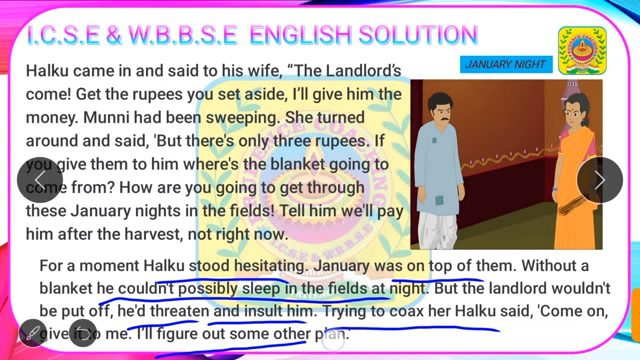 I.C.S.E & W.B.B.S.E ENGLISH SOLUTION
JANUARY NIGHT
Halku came in and said to his wife, “The Landlord’s
come! Get the rupees you set aside, I’ll give him the
money. Munni had been sweeping. She turned
around and said, 'But there's only three rupees. If
you give them to him where's the blanket going to
come from? How are you going to get through
these January nights in the fields! Tell him we'll pay
him after the harvest, not right now.
For a moment Halku stood hesitating. January was on top of them. Without a
blanket he couldn't possibly sleep in the fields at night. But the landlord wouldn't
be put off, he'd threaten and insult him. Trying to coax her Halku said, 'Come on,
give it to me. I'll figure out some other plan.'